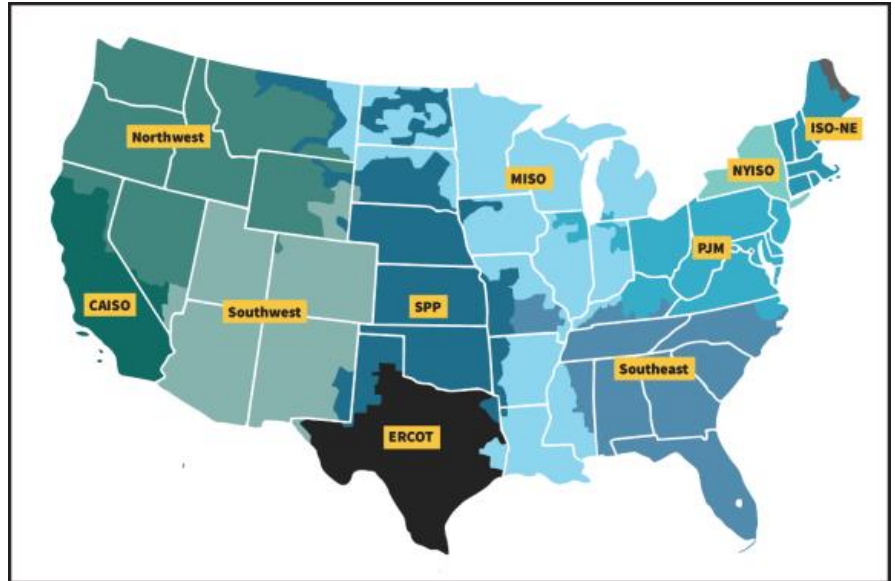 ISO-NE
Northwest
NYISO
MISO
PJM
CAISO
Southwest
SPP
Southeast
ERCOT